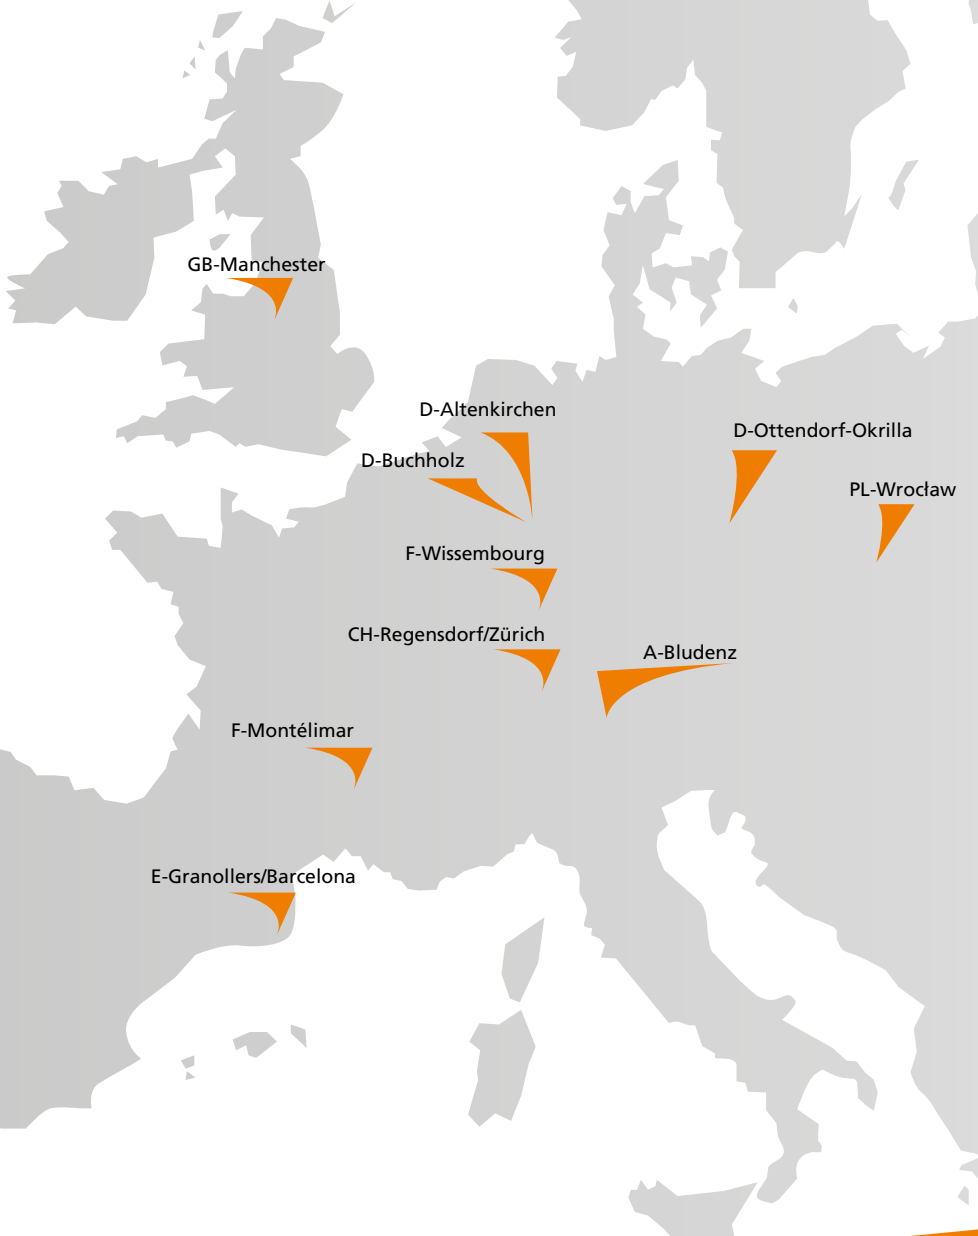 GB-Manchester
D-Altenkirchen
D-Ottendorf-Okrilla
D-Buchholz
PL-Wrocław
F-Wissembourg
CH-Regensdorf/Zürich
A-Bludenz
F-Montélimar
E-Granollers/Barcelona